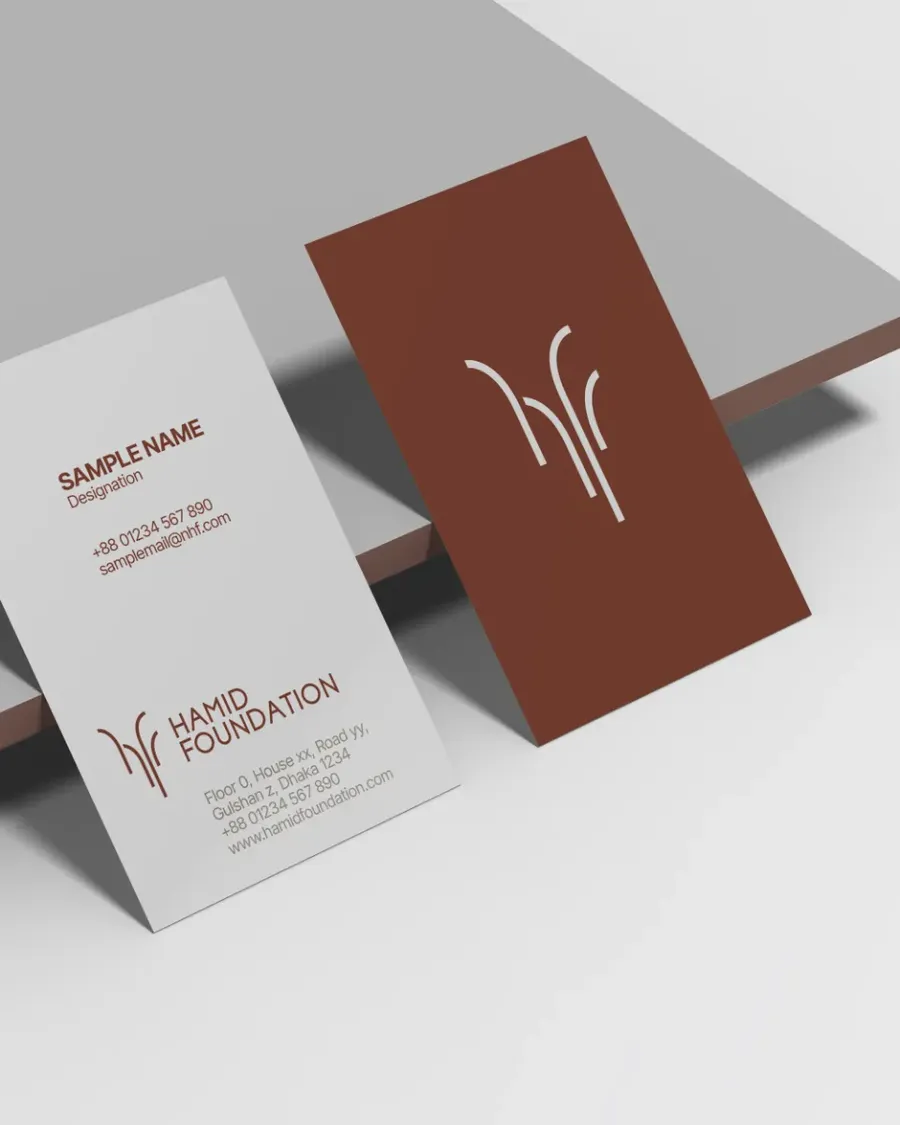 SAMPLE NAME
Designation
+88 01234 567 890
samplemail@nhf.com
HAMID
FOUNDATION
Floor 0, House xx, Road yy,
Gulshan z, Dhaka 1234
+88 01234 567 890
www.hamidfoundation.com